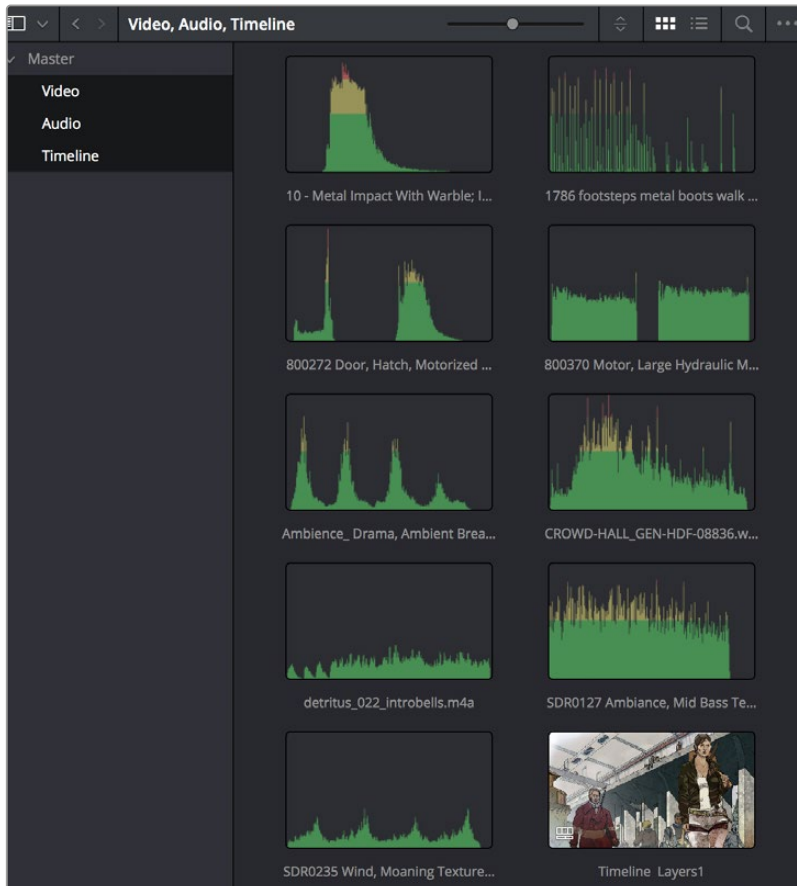 Video, Audio, Timeline
Master
Video
Audio
Timeline
10 - Metal Impact With Warble; I...
1786 footsteps metal boots walk ...
800272 Door, Hatch, Motorized ...
800370 Motor, Large Hydraulic M...
Ambience_ Drama, Ambient Brea...
CROWD-HALL_GEN-HDF-08836.w...
detritus_022_introbells.m4a
SDR0127 Ambiance, Mid Bass Te...
SDR0235 Wind, Moaning Texture...
Timeline Layers1